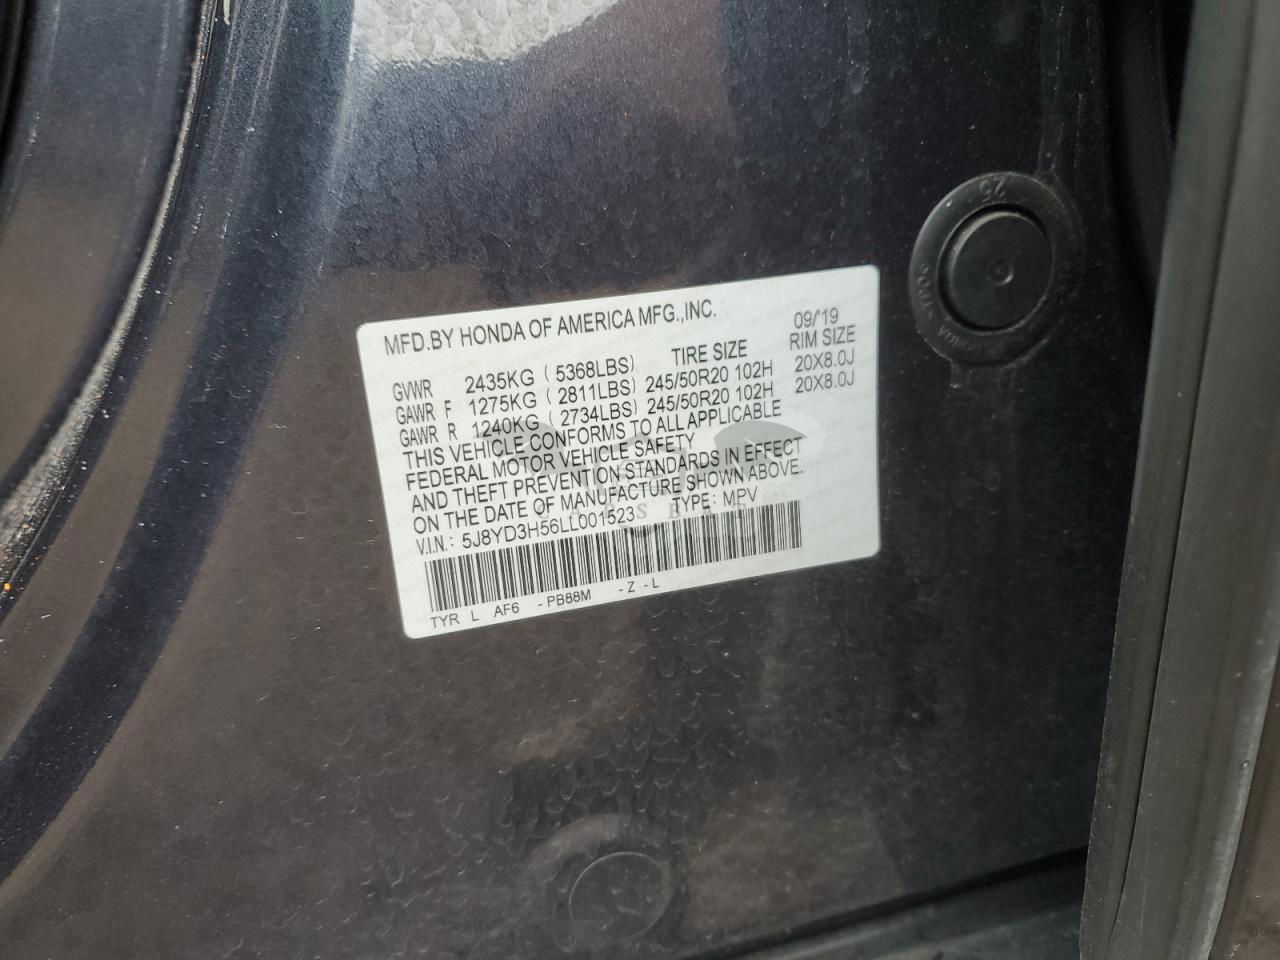 MFD.BY HONDA OF AMERICA MFG.,INC.
09/'19
TIRE SIZE RIM SIZE
GVWR 2435KG ( 5368LBS)
GAWR F 1275KG ( 2811LBS) 245/50R20 102H 20X8.0J
GAWR R 1240KG ( 2734LBS) 245/50R20 102H 20X8.0J
THIS VEHICLE CONFORMS TO ALL APPLICABLE
FEDERAL MOTOR VEHICLE SAFETY
AND THEFT PREVENTION STANDARDS IN EFFECT
ON THE DATE OF MANUFACTURE SHOWN ABOVE.
V.I.N.: 5J8YD3H56LL001523 TYPE: MPV
TYR L AF6 -PB88M -Z -L
25